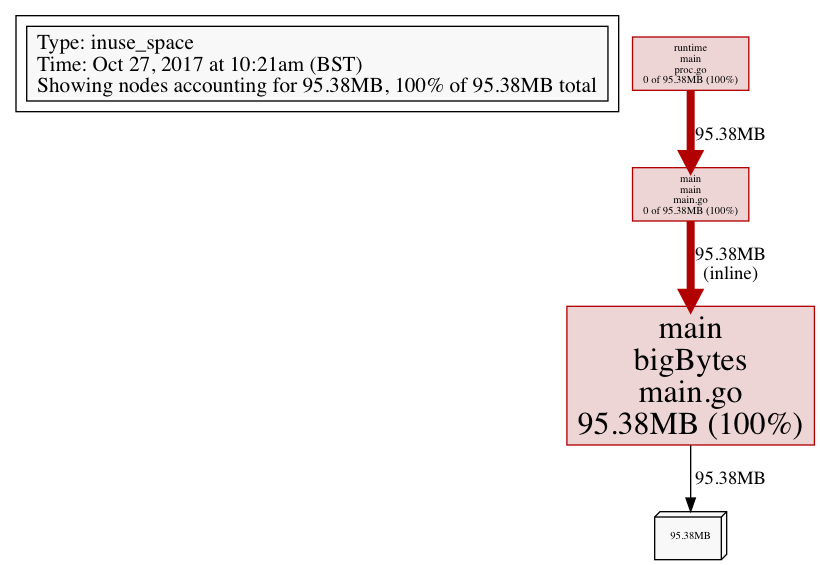 Type: inuse_space
Time: Oct 27, 2017 at 10:21am (BST)
Showing nodes accounting for 95.38MB, 100% of 95.38MB total
runtime
main
proc.go
0 of 95.38MB (100%)
95.38MB
main
main
main.go
0 of 95.38MB (100%)
95.38MB
(inline)
main
bigBytes
main.go
95.38MB (100%)
95.38MB
95.38MB